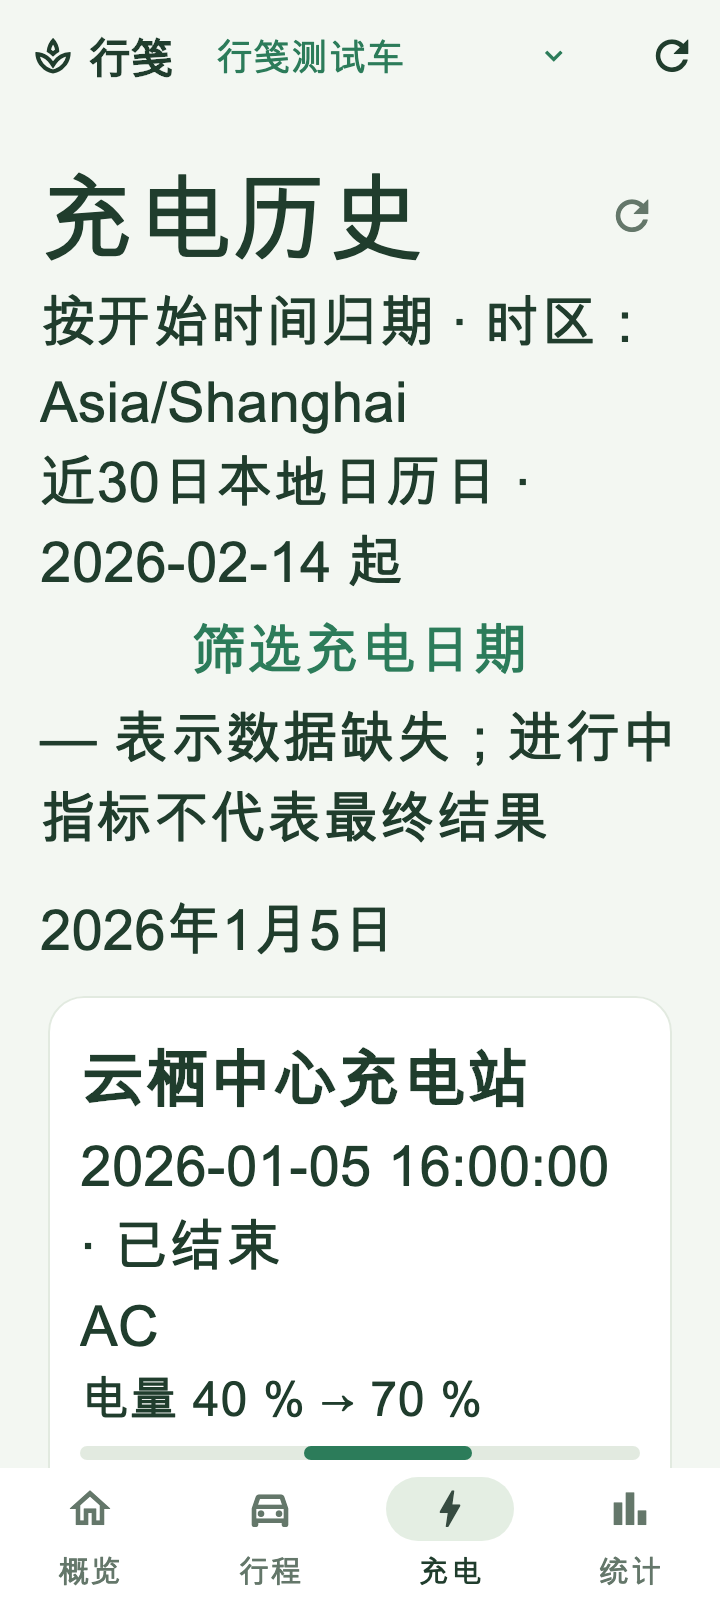 行笺
行笺测试车
充电历史
按开始时间归期 · 时区：
Asia/Shanghai
近30日本地日历日 ·
2026-02-14 起
筛选充电日期
— 表示数据缺失；进行中
指标不代表最终结果
2026年1月5日
云栖中心充电站
2026-01-05 16:00:00
· 已结束
AC
电量 40 % → 70 %
概览
行程
充电
统计